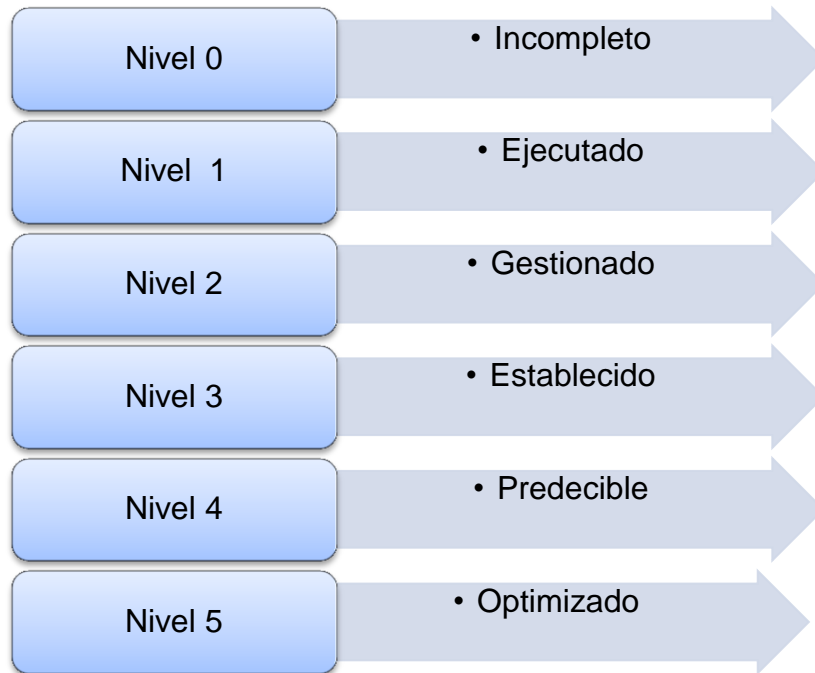 Nivel 0
• Incompleto
Nivel 1
• Ejecutado
Nivel 2
• Gestionado
Nivel 3
• Establecido
Nivel 4
• Predecible
Nivel 5
• Optimizado